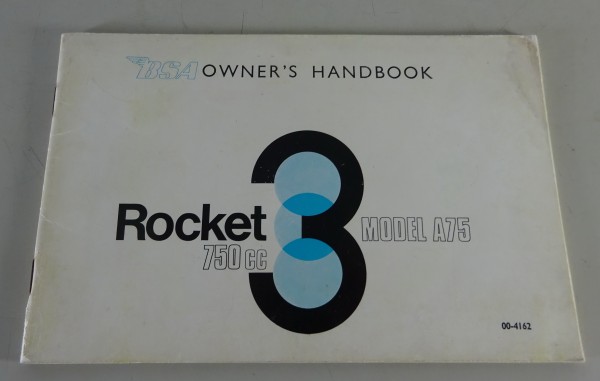 BSA OWNER'S HANDBOOK
Rocket 3 MODEL A75
750 cc
00-4162